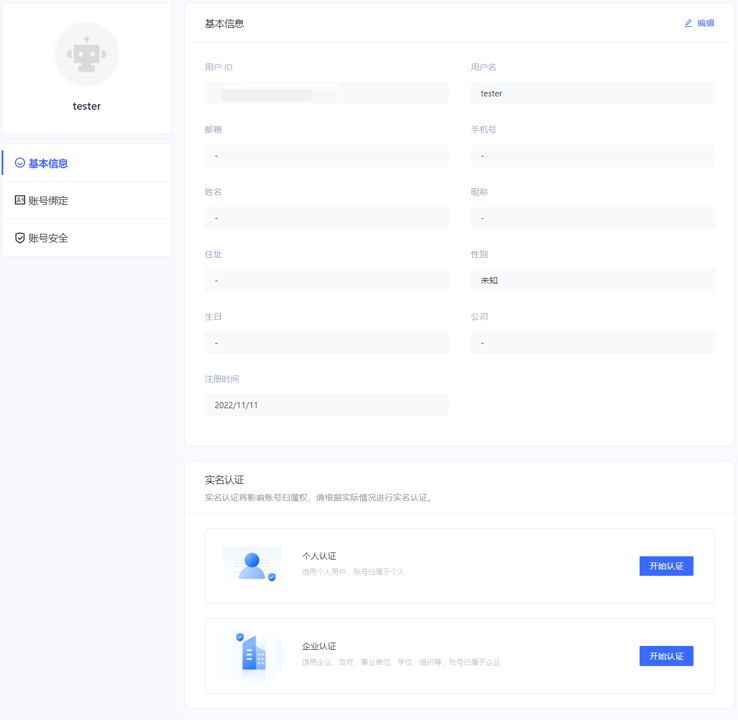 tester
基本信息
账号绑定
账号安全
基本信息
编辑
用户 ID
用户名
tester
邮箱
手机号
-
-
姓名
昵称
-
-
住址
性别
-
未知
生日
公司
-
-
注册时间
2022/11/11
实名认证
实名认证将影响账号归属权，请根据实际情况进行实名认证。
个人认证
适用个人用户，账号归属于个人
开始认证
企业认证
适用企业、政府、事业单位、学校、组织等，账号归属于企业
开始认证